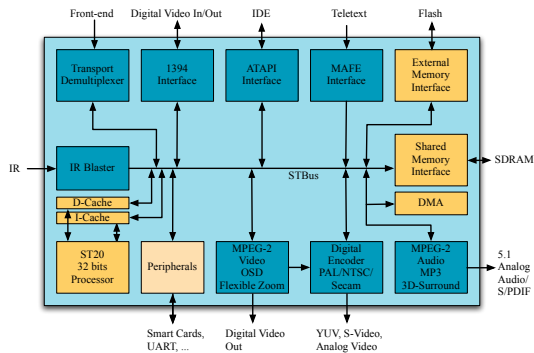 Front-end
Digital Video In/Out
IDE
Teletext
Flash
Transport
Demultiplexer
1394
Interface
ATAPI
Interface
MAFE
Interface
External
Memory
Interface
IR
IR Blaster
STBus
Shared
Memory
Interface
SDRAM
D-Cache
I-Cache
DMA
ST20
32 bits
Processor
Peripherals
MPEG-2
Video
OSD
Flexible Zoom
Digital
Encoder
PAL/NTSC/
Secam
MPEG-2
Audio
MP3
3D-Surround
5.1
Analog
Audio/
S/PDIF
Smart Cards,
UART, ...
Digital Video
Out
YUV, S-Video,
Analog Video